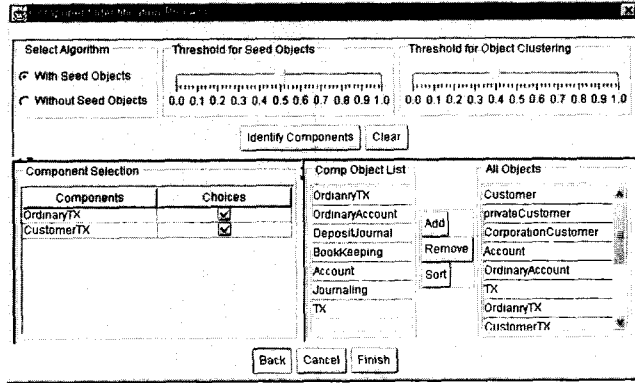 Select Algorithm
With Seed Objects
Without Seed Objects
Threshold for Seed Objects
0.0 0.1 0.2 0.3 0.4 0.5 0.6 0.7 0.8 0.9 1.0
Threshold for Object Clustering
0.0 0.1 0.2 0.3 0.4 0.5 0.6 0.7 0.8 0.9 1.0
Identify Components Clear
Component Selection
Components Choices
OrdinaryTX
CustomerTX
Comp Object List
OrdianryTX
OrdinaryAccount
DepositJournal
BookKeeping
Account
Journaling
TX
Add
Remove
Sort
All Objects
Customer
privateCustomer
CorporationCustomer
Account
OrdinaryAccount
TX
OrdianryTX
CustomerTX
Back Cancel Finish